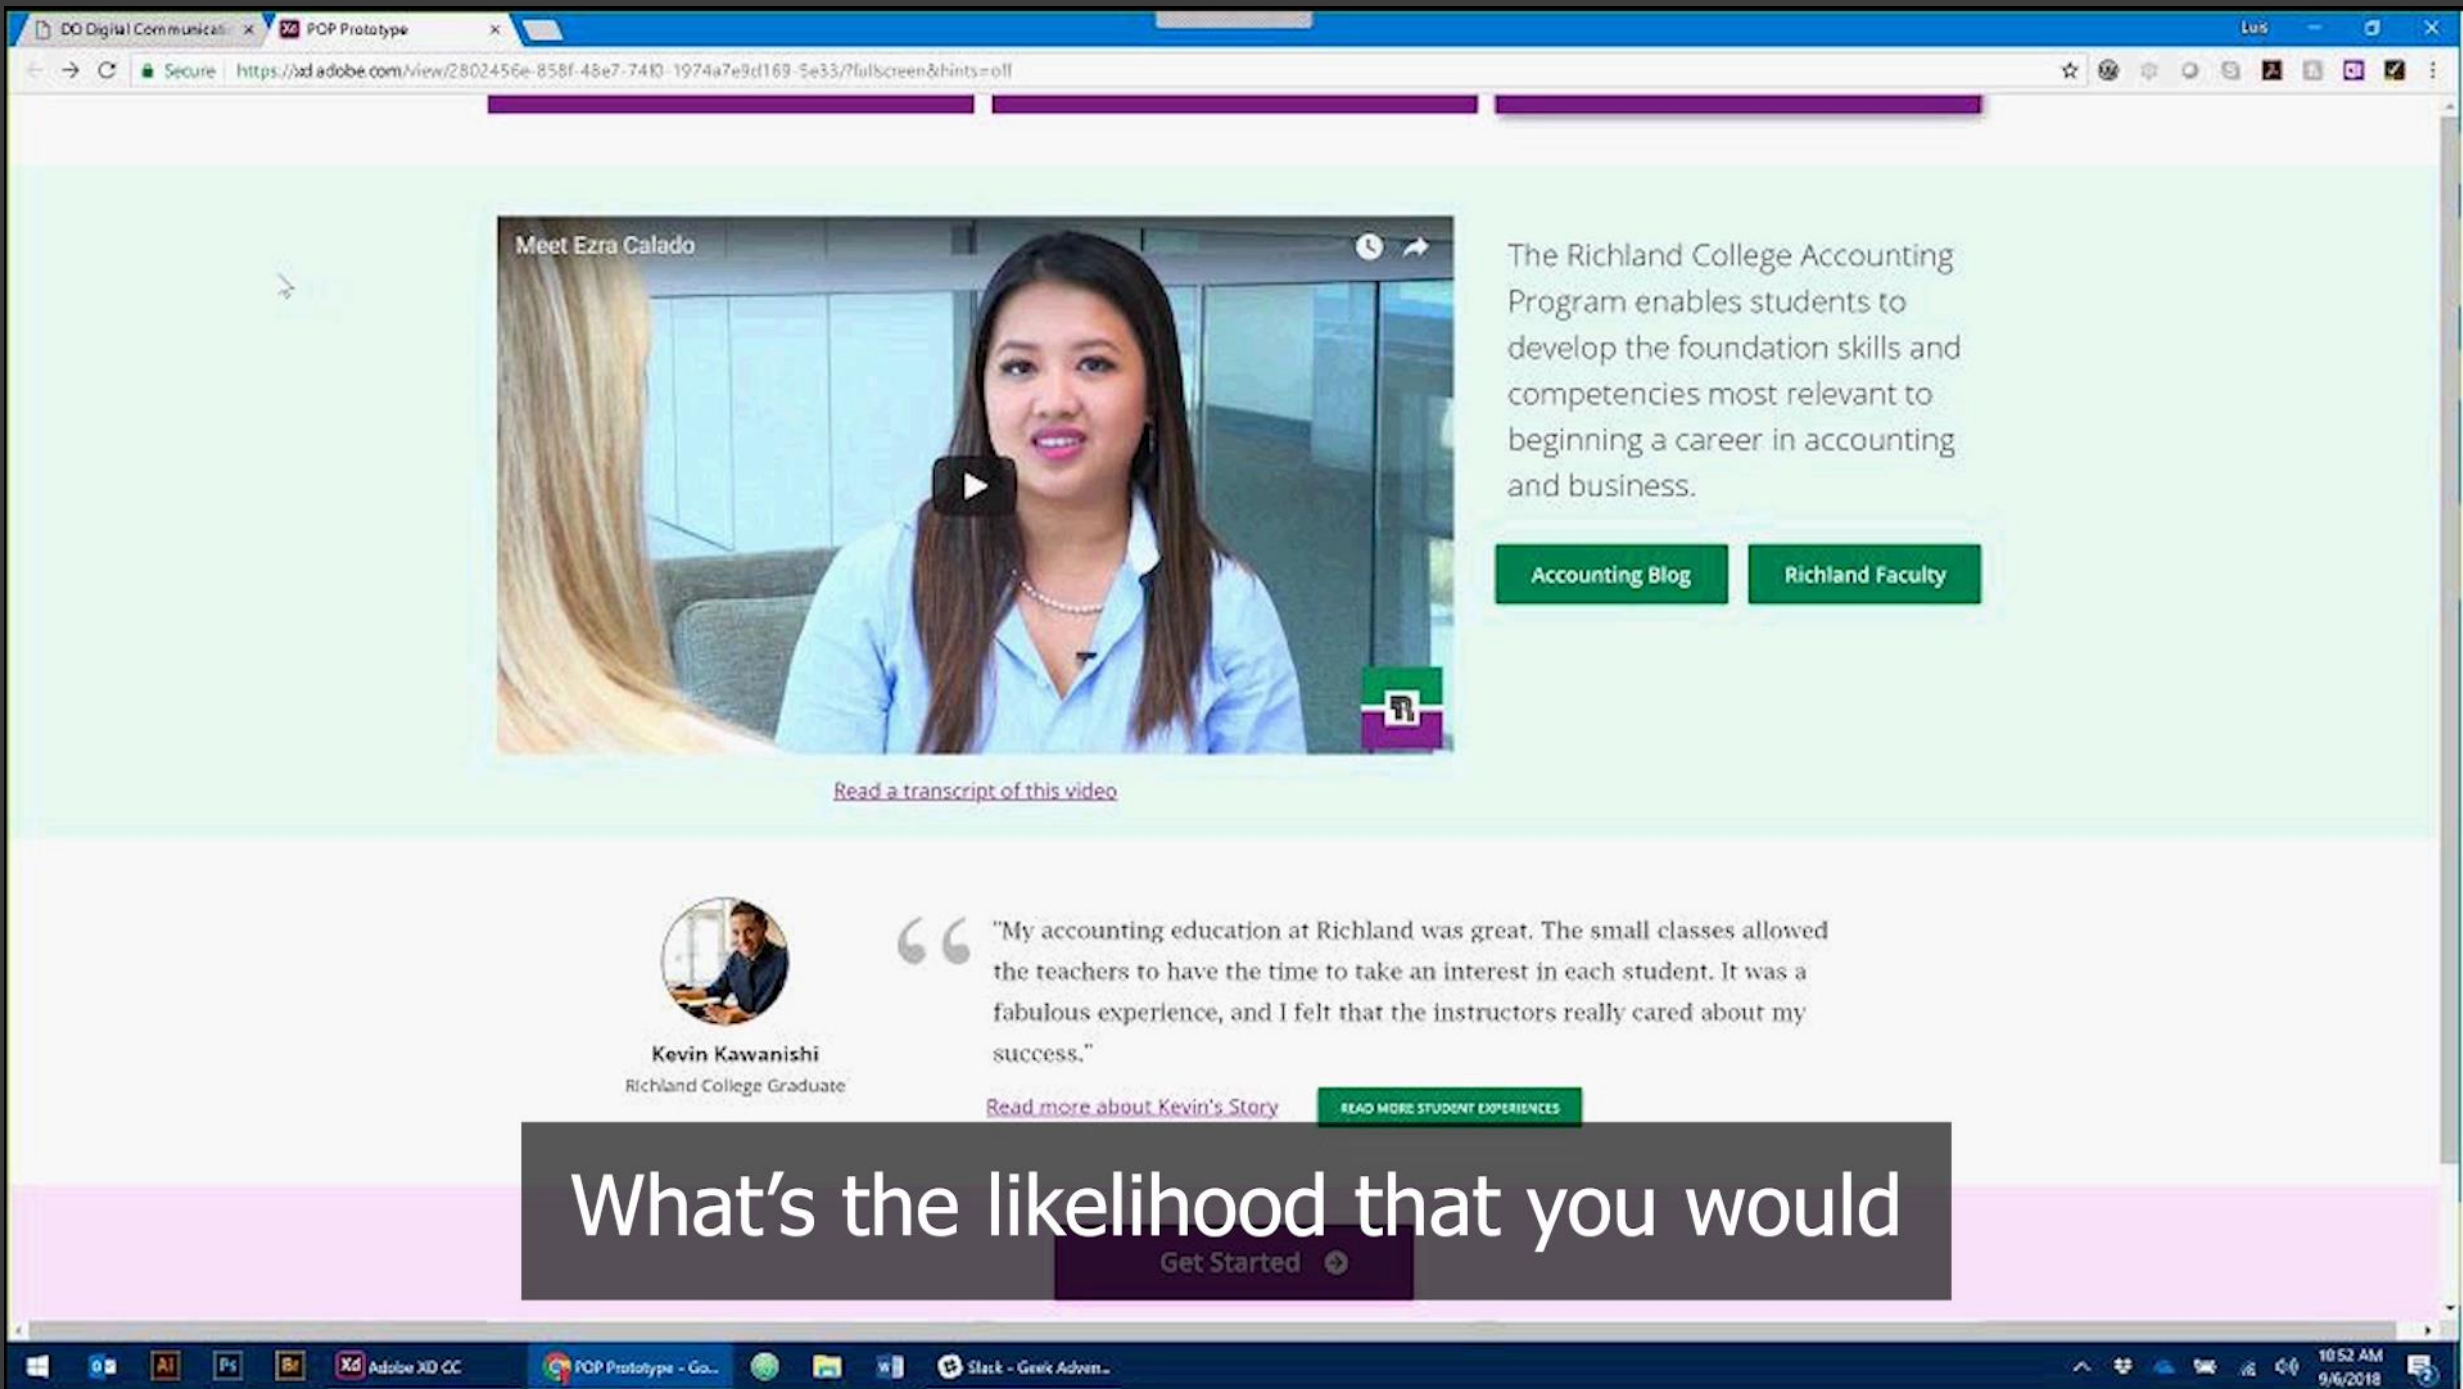 DO Digital Communicati
POP Prototype
Luis
Secure
https://xd.adobe.com/view/2802456e-858f-48e7-74f0-1974a7e9d169-5e33/?fullscreen&hints=off
Meet Ezra Calado
The Richland College Accounting
Program enables students to
develop the foundation skills and
competencies most relevant to
beginning a career in accounting
and business.
Accounting Blog
Richland Faculty
Read a transcript of this video
"My accounting education at Richland was great. The small classes allowed
the teachers to have the time to take an interest in each student. It was a
fabulous experience, and I felt that the instructors really cared about my
success."
Kevin Kawanishi
Richland College Graduate
Read more about Kevin's Story
READ MORE STUDENT EXPERIENCES
What’s the likelihood that you would
Get Started
Ai
Ps
Br
Xd Adobe XD CC
POP Prototype - Go...
Slack - Geek Adven...
10:52 AM
9/6/2018